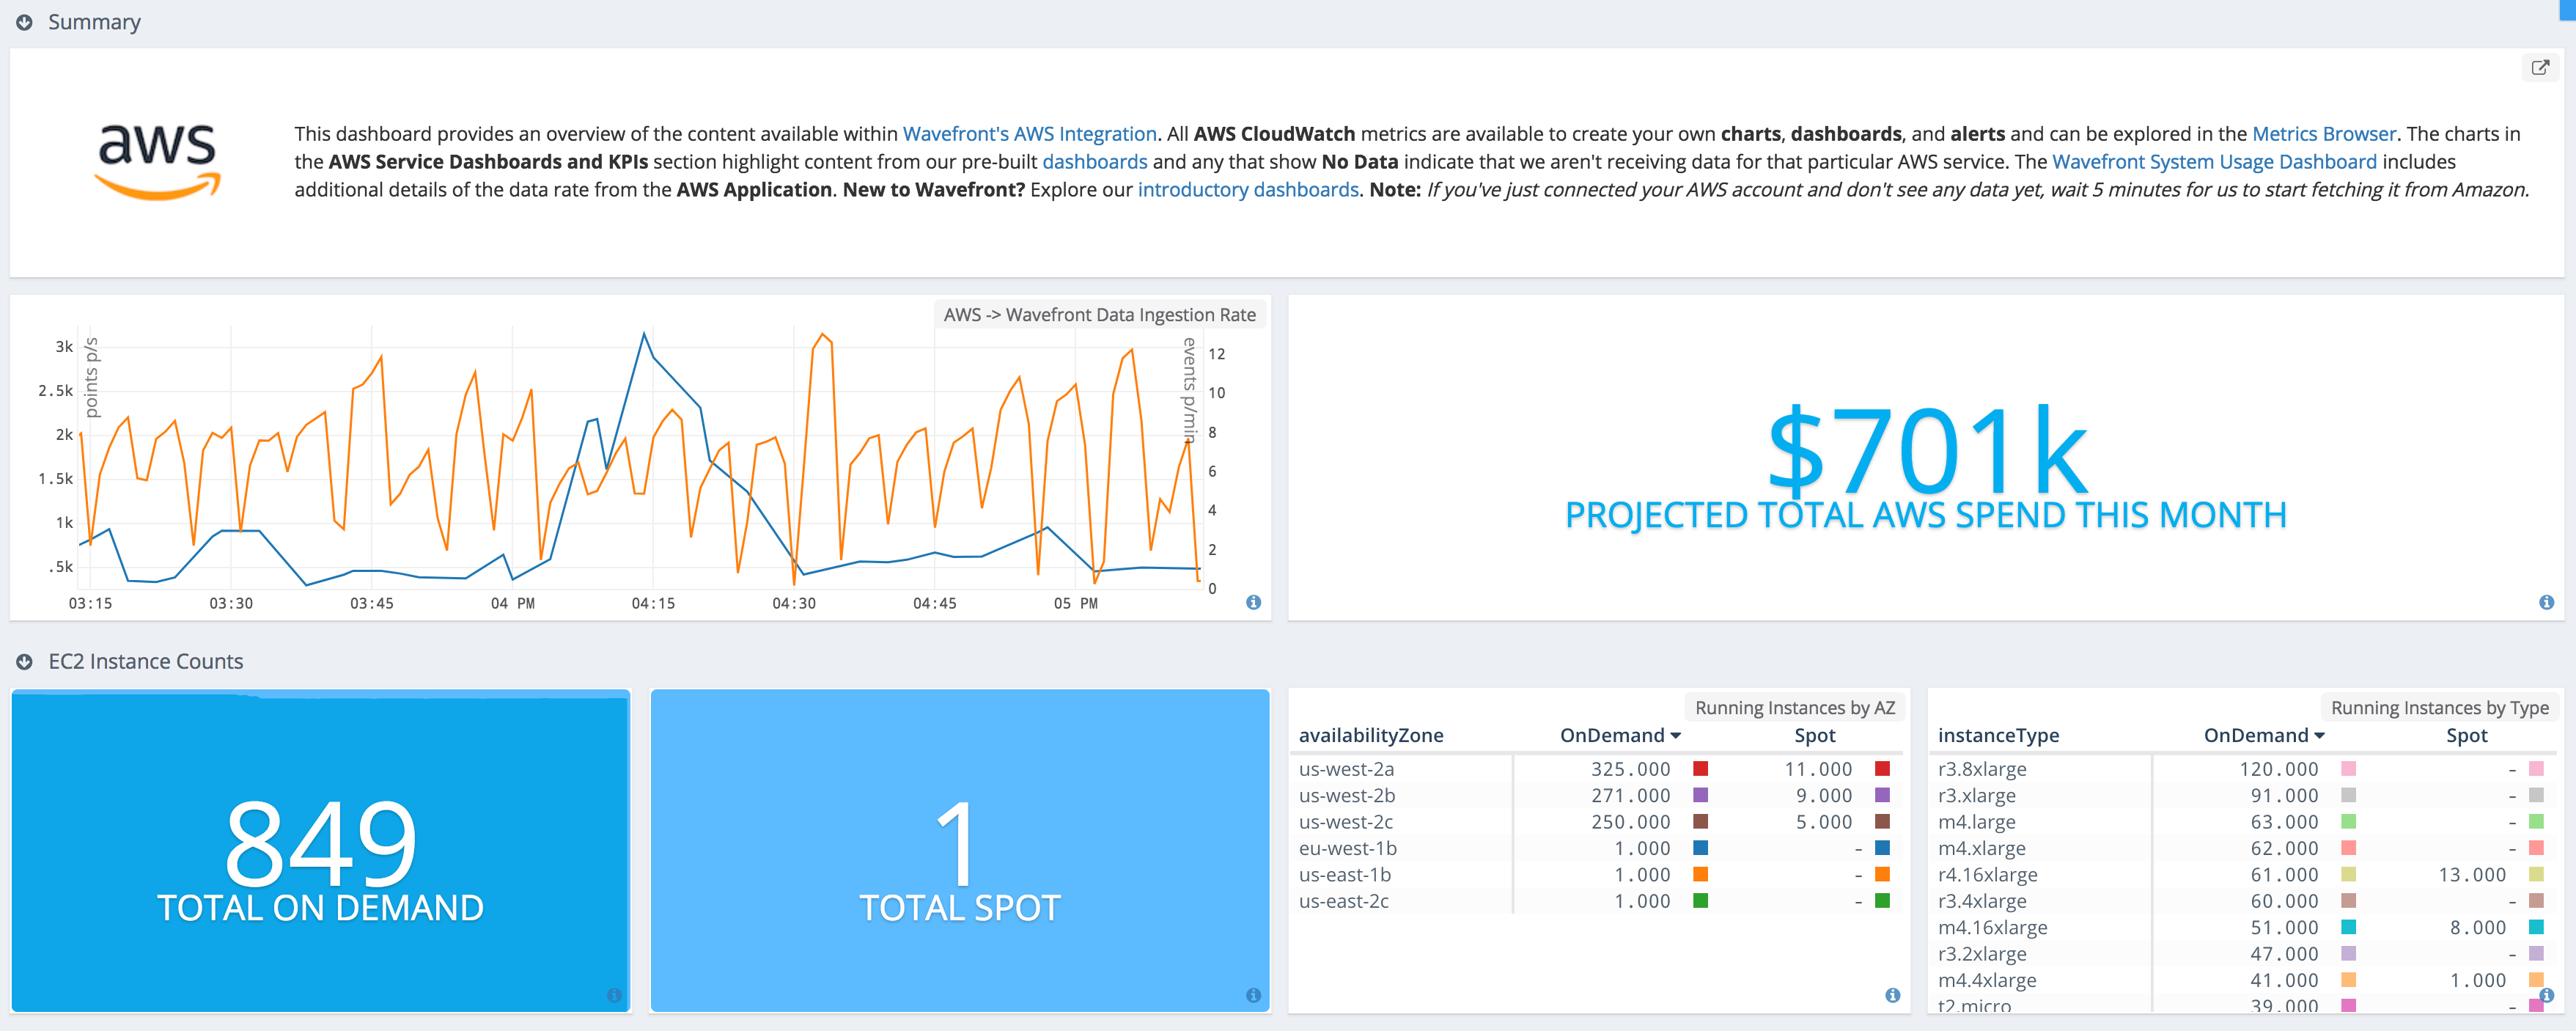 Summary
aws
This dashboard provides an overview of the content available within Wavefront's AWS Integration. All AWS CloudWatch metrics are available to create your own charts, dashboards, and alerts and can be explored in the Metrics Browser. The charts in
the AWS Service Dashboards and KPIs section highlight content from our pre-built dashboards and any that show No Data indicate that we aren't receiving data for that particular AWS service. The Wavefront System Usage Dashboard includes
additional details of the data rate from the AWS Application. New to Wavefront? Explore our introductory dashboards. Note: If you've just connected your AWS account and don't see any data yet, wait 5 minutes for us to start fetching it from Amazon.
AWS -> Wavefront Data Ingestion Rate
points p/s
3k
2.5k
2k
1.5k
1k
.5k
events p/min
12
10
8
6
4
2
0
03:15 03:30 03:45 04 PM 04:15 04:30 04:45 05 PM
$701k
PROJECTED TOTAL AWS SPEND THIS MONTH
EC2 Instance Counts
849
TOTAL ON DEMAND
1
TOTAL SPOT
Running Instances by AZ
availabilityZone OnDemand Spot
us-west-2a 325.000 11.000
us-west-2b 271.000 9.000
us-west-2c 250.000 5.000
eu-west-1b 1.000 -
us-east-1b 1.000 -
us-east-2c 1.000 -
Running Instances by Type
instanceType OnDemand Spot
r3.8xlarge 120.000 -
r3.xlarge 91.000 -
m4.large 63.000 -
m4.xlarge 62.000 -
r4.16xlarge 61.000 13.000
r3.4xlarge 60.000 -
m4.16xlarge 51.000 8.000
r3.2xlarge 47.000 -
m4.4xlarge 41.000 1.000
t2.micro 39.000 -